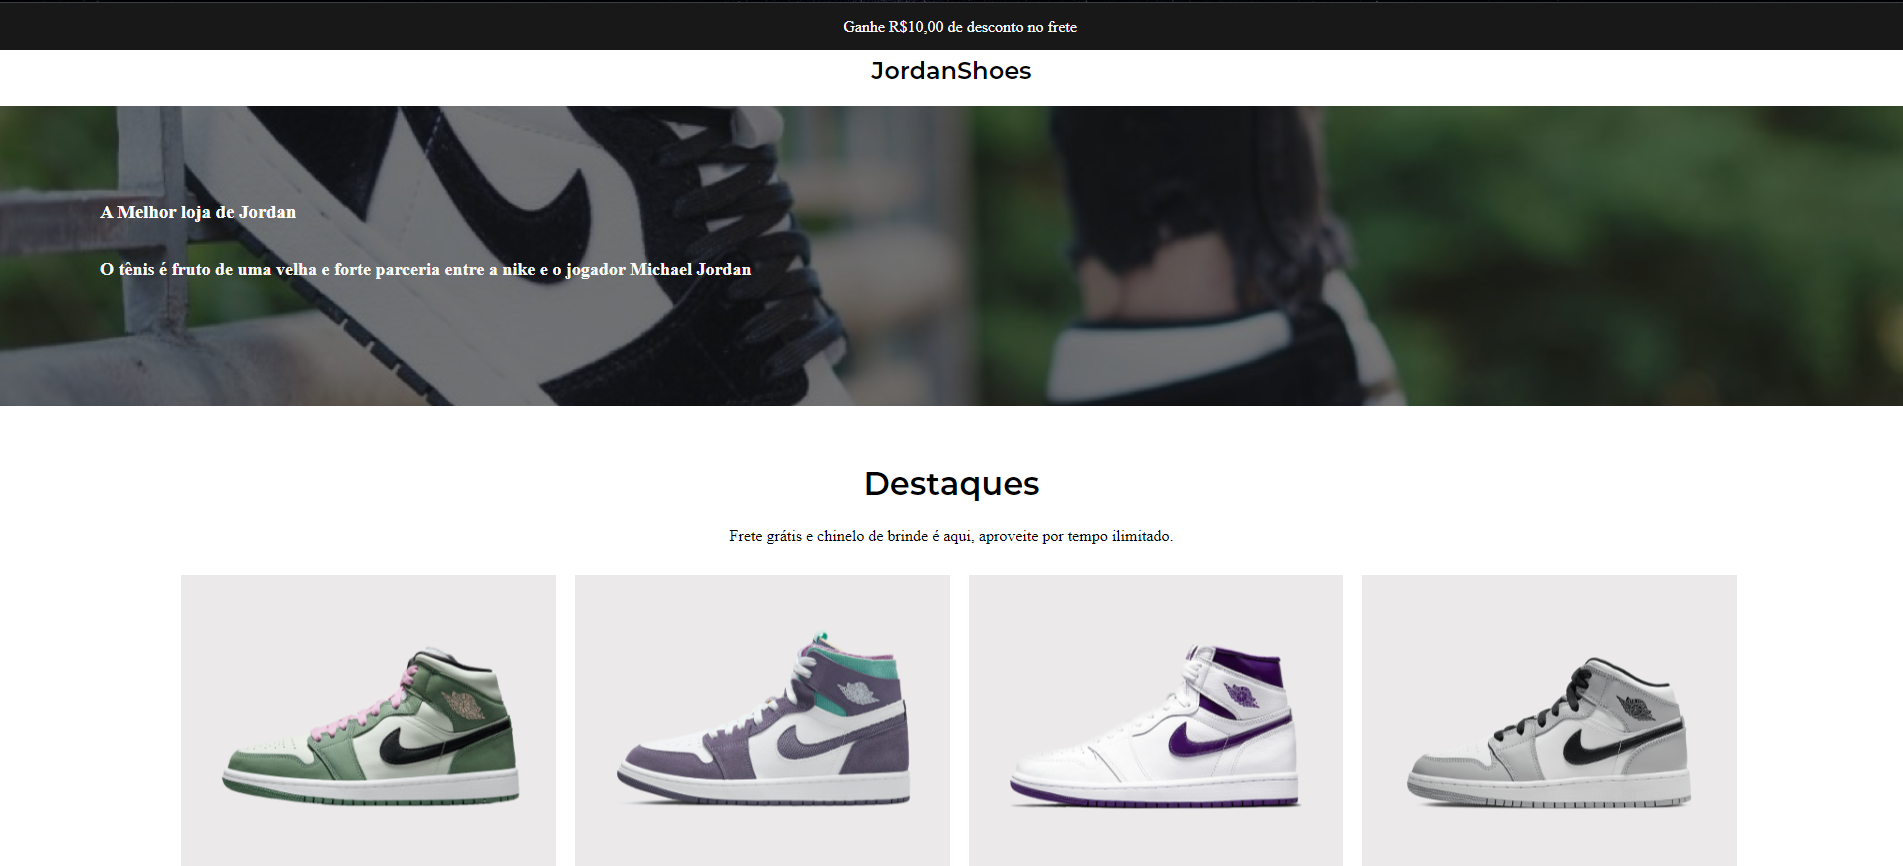 Ganhe R$10,00 de desconto no frete
JordanShoes
A Melhor loja de Jordan
O tênis é fruto de uma velha e forte parceria entre a nike e o jogador Michael Jordan
Destaques
Frete grátis e chinelo de brinde é aqui, aproveite por tempo ilimitado.